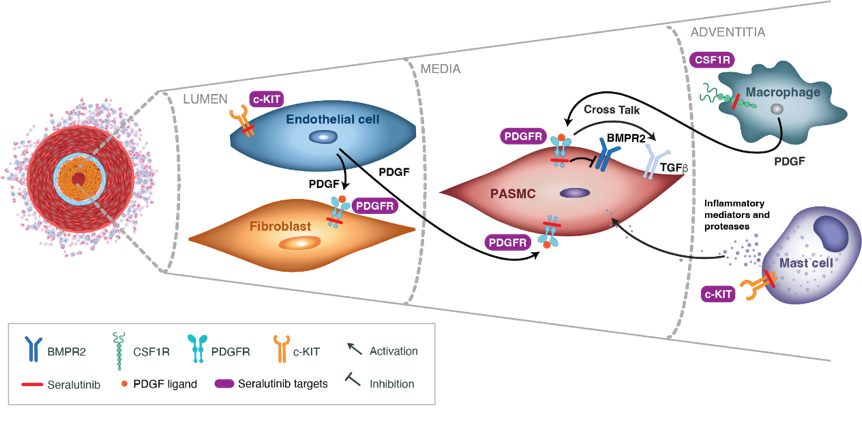 ADVENTITIA
CSF1R
MEDIA
LUMEN
c-KIT
Macrophage
Endothelial cell
Cross Talk
PDGFR
BMPR2
PDGF
TGFβ
PDGF
PDGF
PDGFR
PASMC
Fibroblast
Inflammatory
mediators and
proteases
PDGFR
Mast cell
c-KIT
BMPR2
CSF1R
PDGFR
c-KIT
Activation
Seralutinib
PDGF ligand
Seralutinib targets
Inhibition